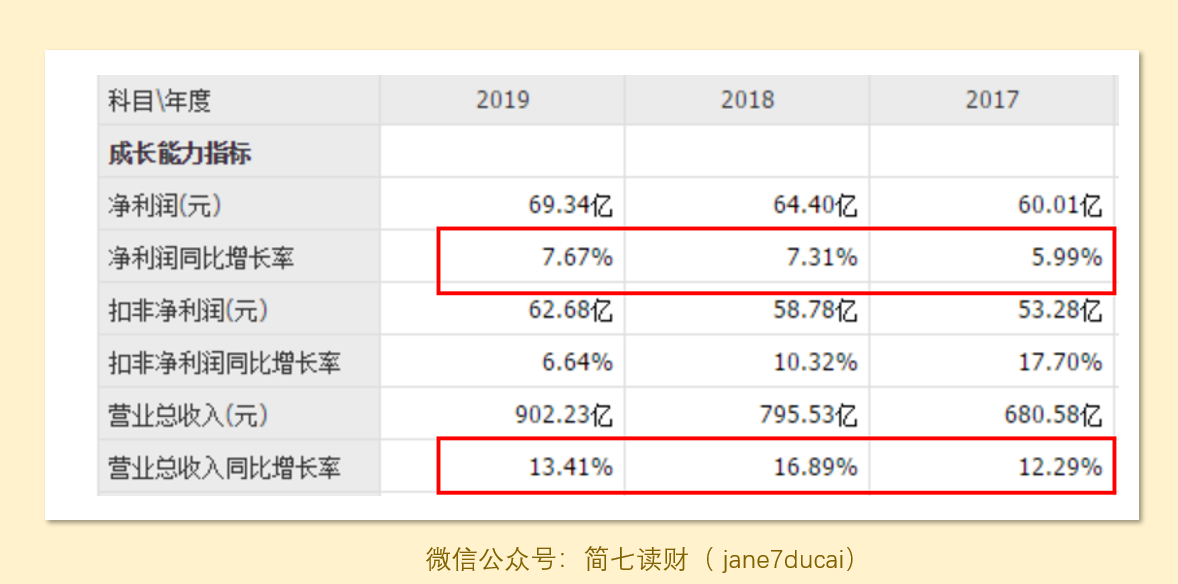 科目\年度 2019 2018 2017
成长能力指标
净利润(元) 69.34亿 64.40亿 60.01亿
净利润同比增长率 7.67% 7.31% 5.99%
扣非净利润(元) 62.68亿 58.78亿 53.28亿
扣非净利润同比增长率 6.64% 10.32% 17.70%
营业总收入(元) 902.23亿 795.53亿 680.58亿
营业总收入同比增长率 13.41% 16.89% 12.29%
微信公众号：简七读财（ jane7ducai）